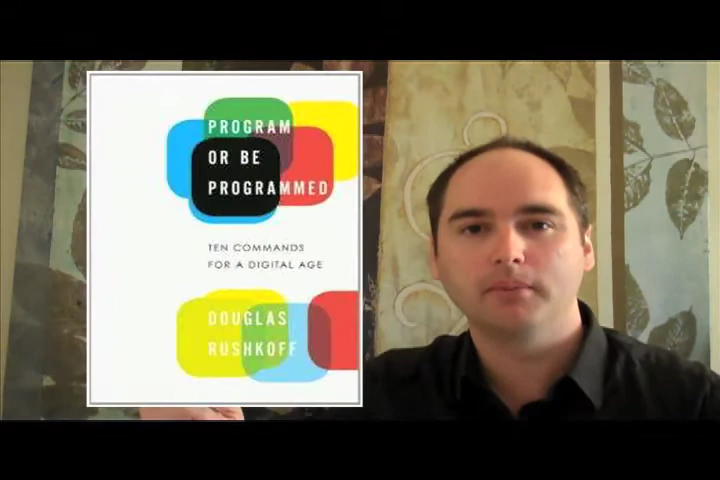 PROGRAM
OR BE
PROGRAMMED
TEN COMMANDS
FOR A DIGITAL AGE
DOUGLAS
RUSHKOFF